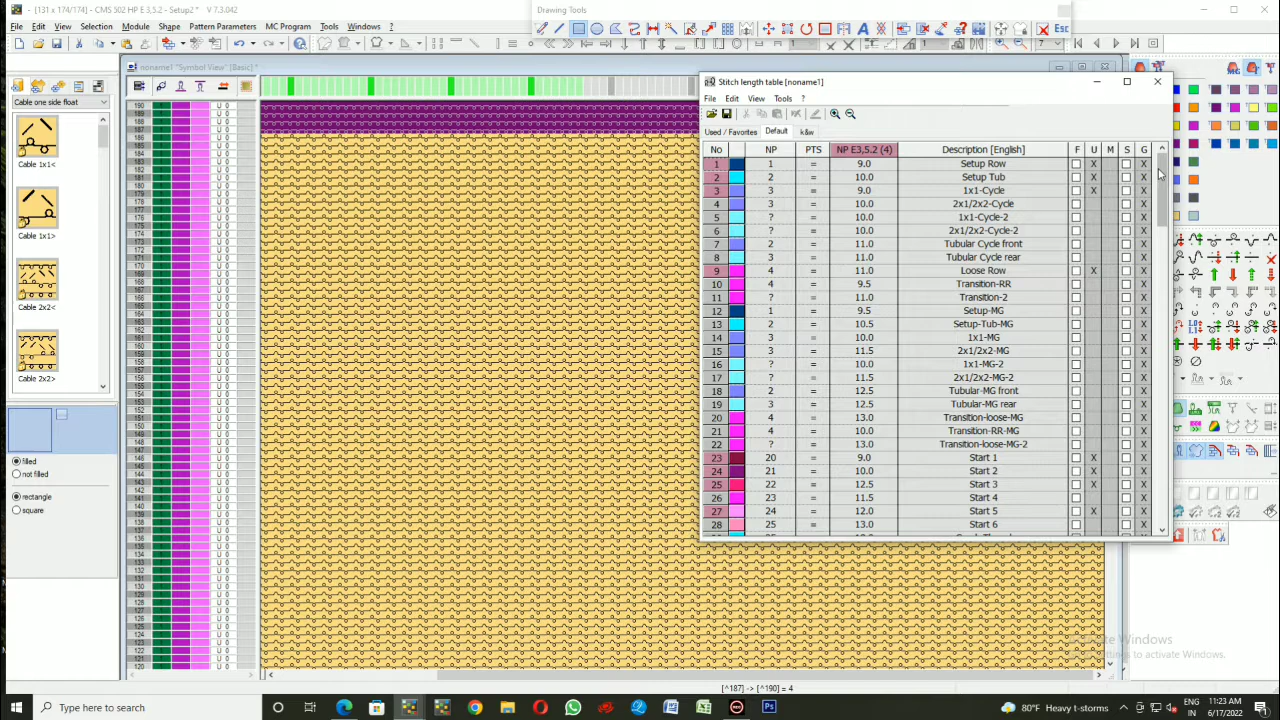 - [131 x 174/174] - CMS 502 HP E 3,5.2 - Setup2 * - V 7.3.042
Drawing Tools
File Edit View Selection Module Shape Pattern Parameters MC Program Tools Windows ?
noname1 "Symbol View" [Basic] *
Cable one side float
1x1<
1x1>
2x2<
2x2>
filled
not filled
rectangle
square
Stitch length table [noname1]
File Edit View Tools ?
Used / Favorites Default k&w
No NP PTS NP E3,5.2 (4) Description [English] F U M S G
1 1 = 9.0 Setup Row X X
2 2 = 10.0 Setup Tub X X
3 3 = 9.0 1x1-Cycle X X
4 3 = 10.0 2x1/2x2-Cycle X
5 ? = 9.0 1x1-Cycle-2 X
6 ? = 10.0 2x1/2x2-Cycle-2 X
7 2 = 11.0 Tubular Cycle front X
8 3 = 11.0 Tubular Cycle rear X
9 4 = 11.0 Loose Row X X
10 4 = 9.5 Transition-RR X
11 ? = 11.0 Transition-2 X
12 1 = 9.5 Setup-MG X
13 2 = 10.5 Setup-Tub-MG X
14 3 = 10.0 1x1-MG X
15 3 = 11.5 2x1/2x2-MG X
16 ? = 10.0 1x1-MG-2 X
17 ? = 11.5 2x1/2x2-MG-2 X
18 2 = 12.5 Tubular-MG front X
19 3 = 12.5 Tubular-MG rear X
20 4 = 13.0 Transition-loose-MG X
21 4 = 10.0 Transition-RR-MG X
22 ? = 13.0 Transition-loose-MG-2 X
23 20 = 9.0 Start 1 X X
24 21 = 10.0 Start 2 X
25 22 = 12.5 Start 3 X X
26 23 = 11.5 Start 4 X
27 24 = 12.0 Start 5 X X
28 25 = 13.0 Start 6 X
[^187] -> [^190] = 4
Type here to search
80°F Heavy t-storms
ENG
IN
11:23 AM
6/17/2022